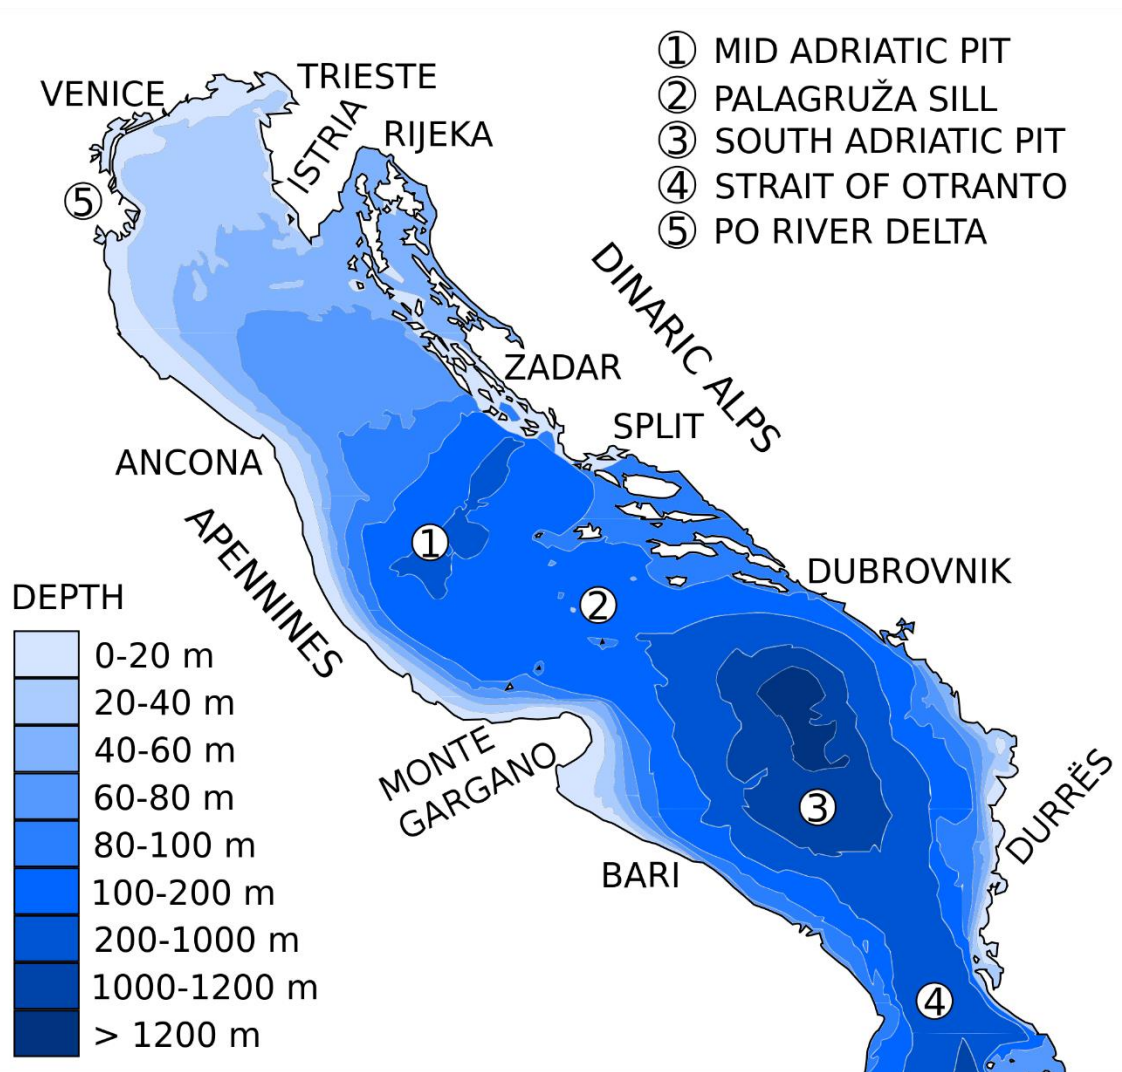 ① MID ADRIATIC PIT
② PALAGRUŽA SILL
③ SOUTH ADRIATIC PIT
④ STRAIT OF OTRANTO
⑤ PO RIVER DELTA
VENICE
TRIESTE
ISTRIA
RIJEKA
⑤
DINARIC ALPS
ZADAR
SPLIT
ANCONA
APENNINES
①
②
DUBROVNIK
MONTE
GARGANO
③
DURRËS
BARI
④
DEPTH
0-20 m
20-40 m
40-60 m
60-80 m
80-100 m
100-200 m
200-1000 m
1000-1200 m
> 1200 m